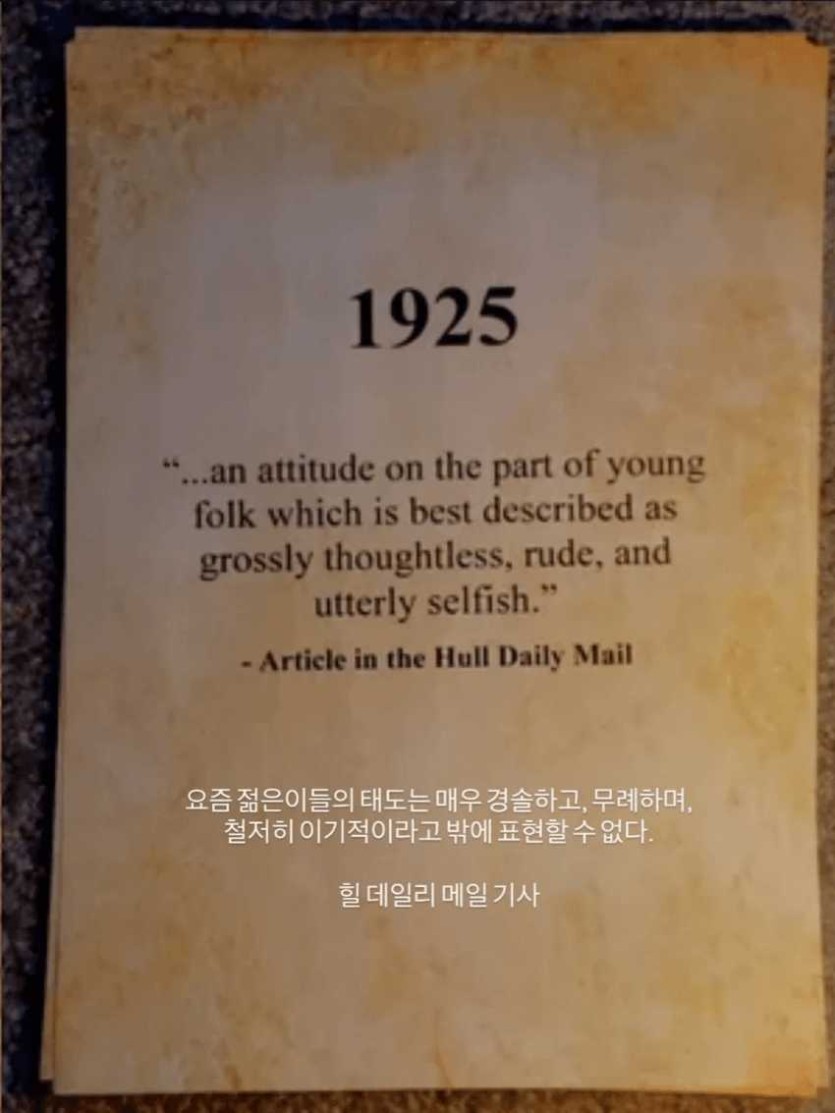 1925
“...an attitude on the part of young
folk which is best described as
grossly thoughtless, rude, and
utterly selfish.”
- Article in the Hull Daily Mail
요즘 젊은이들의 태도는 매우 경솔하고, 무례하며,
철저히 이기적이라고 밖에 표현할 수 없다.
힐 데일리 메일 기사